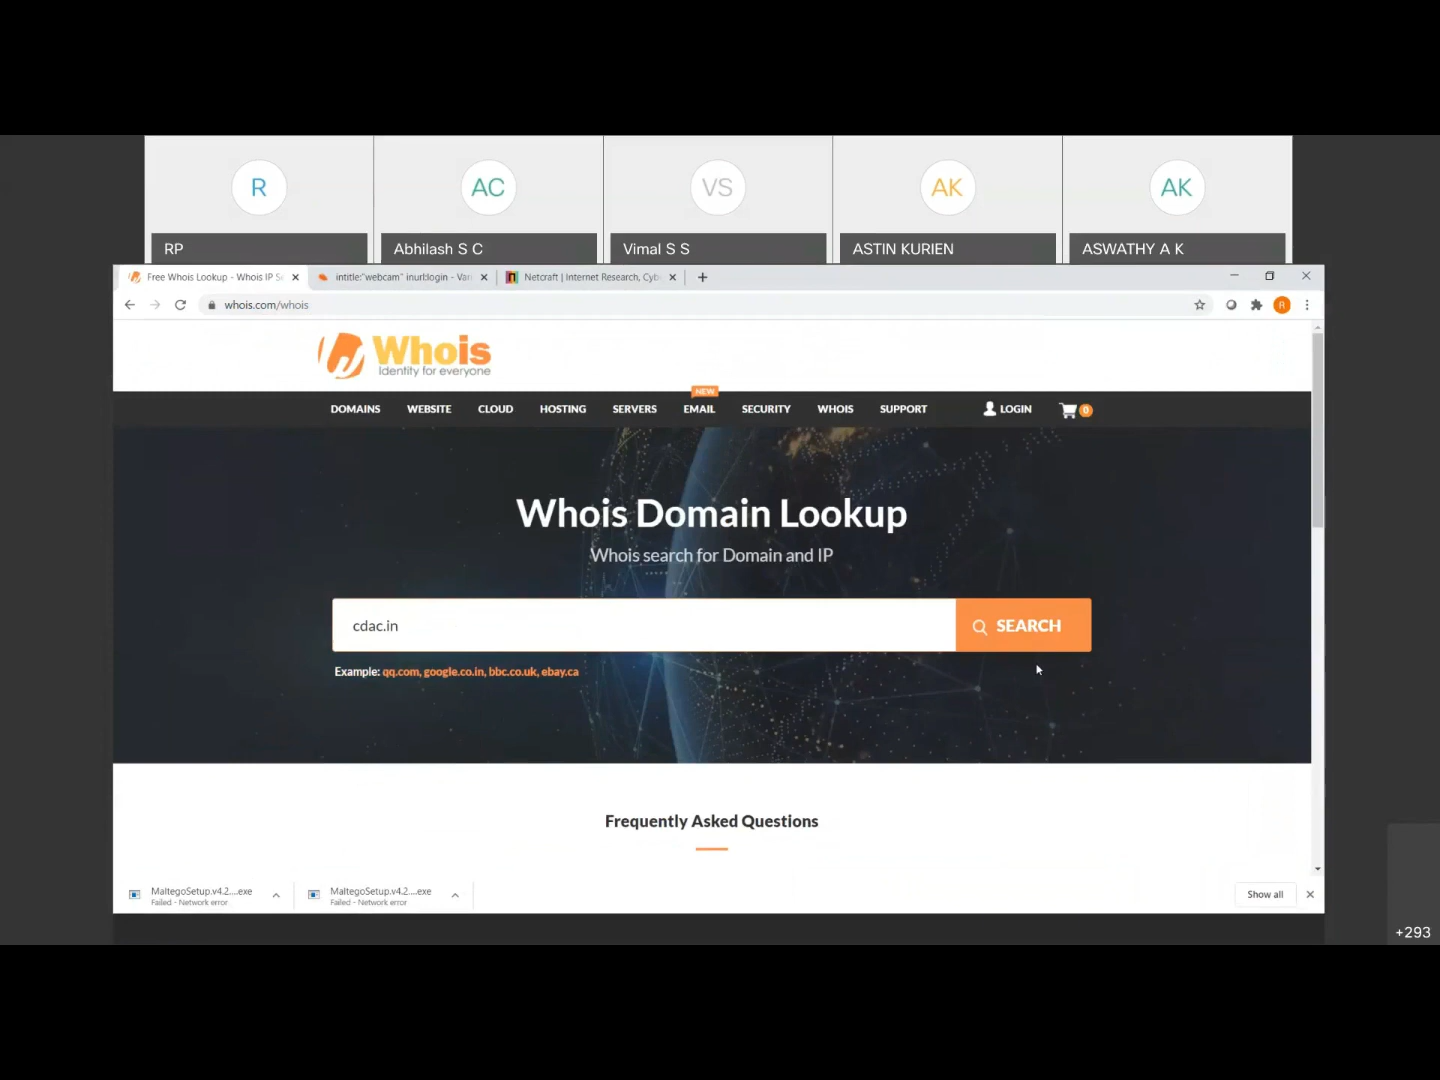 R
AC
VS
AK
AK
RP
Abhilash S C
Vimal S S
ASTIN KURIEN
ASWATHY A K
Free Whois Lookup - Whois IP Se
intitle:"webcam" inurl:login - Vari
Netcraft | Internet Research, Cyb
whois.com/whois
R
Whois
Identity for everyone
NEW
DOMAINS
WEBSITE
CLOUD
HOSTING
SERVERS
EMAIL
SECURITY
WHOIS
SUPPORT
LOGIN
0
Whois Domain Lookup
Whois search for Domain and IP
cdac.in
SEARCH
Example: qq.com, google.co.in, bbc.co.uk, ebay.ca
Frequently Asked Questions
MaltegoSetup.v4.2....exe
Failed - Network error
MaltegoSetup.v4.2....exe
Failed - Network error
Show all
+293